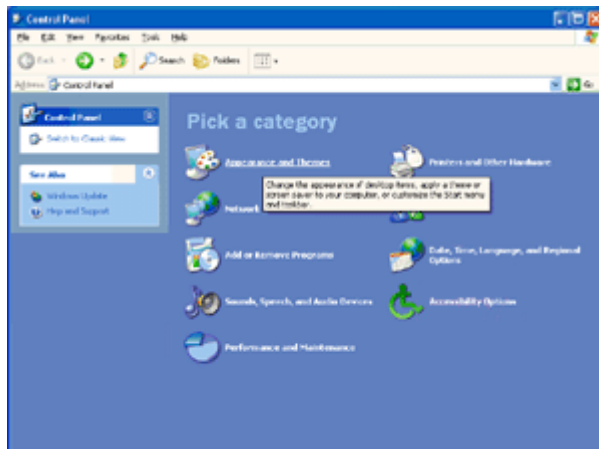 Control Panel
File Edit View Favorites Tools Help
Back Search Folders
Address Control Panel Go
Control Panel
Switch to Classic View
See Also
Windows Update
Help and Support
Pick a category
Appearance and Themes
Printers and Other Hardware
Change the appearance of desktop items, apply a theme or
screen saver to your computer, or customize the Start menu
and taskbar.
Network
Add or Remove Programs
Date, Time, Language, and Regional
Options
Sounds, Speech, and Audio Devices
Accessibility Options
Performance and Maintenance